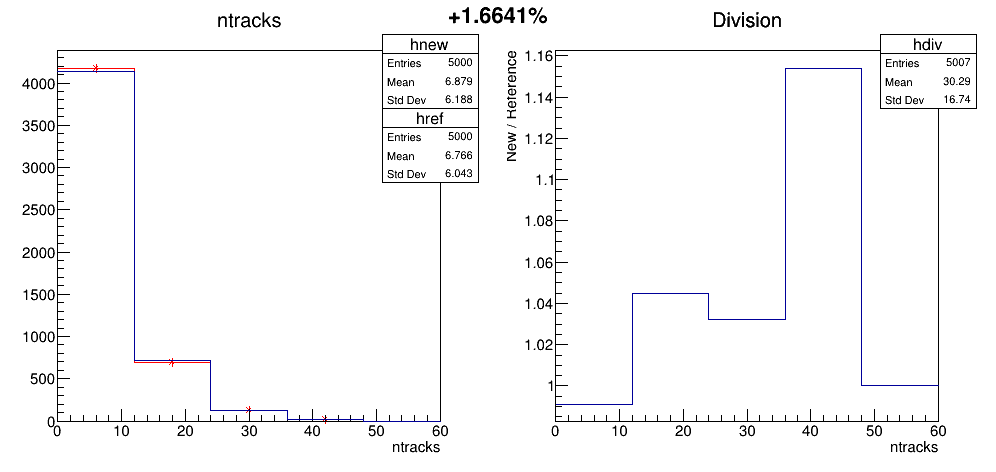 +1.6641%
ntracks
hnew
Entries 5000
Mean 6.879
Std Dev 6.188
href
Entries 5000
Mean 6.766
Std Dev 6.043
4000
3500
3000
2500
2000
1500
1000
500
0
0 10 20 30 40 50 60
ntracks
Division
hdiv
Entries 5007
Mean 30.29
Std Dev 16.74
New / Reference
1.16
1.14
1.12
1.1
1.08
1.06
1.04
1.02
1
0 10 20 30 40 50 60
ntracks